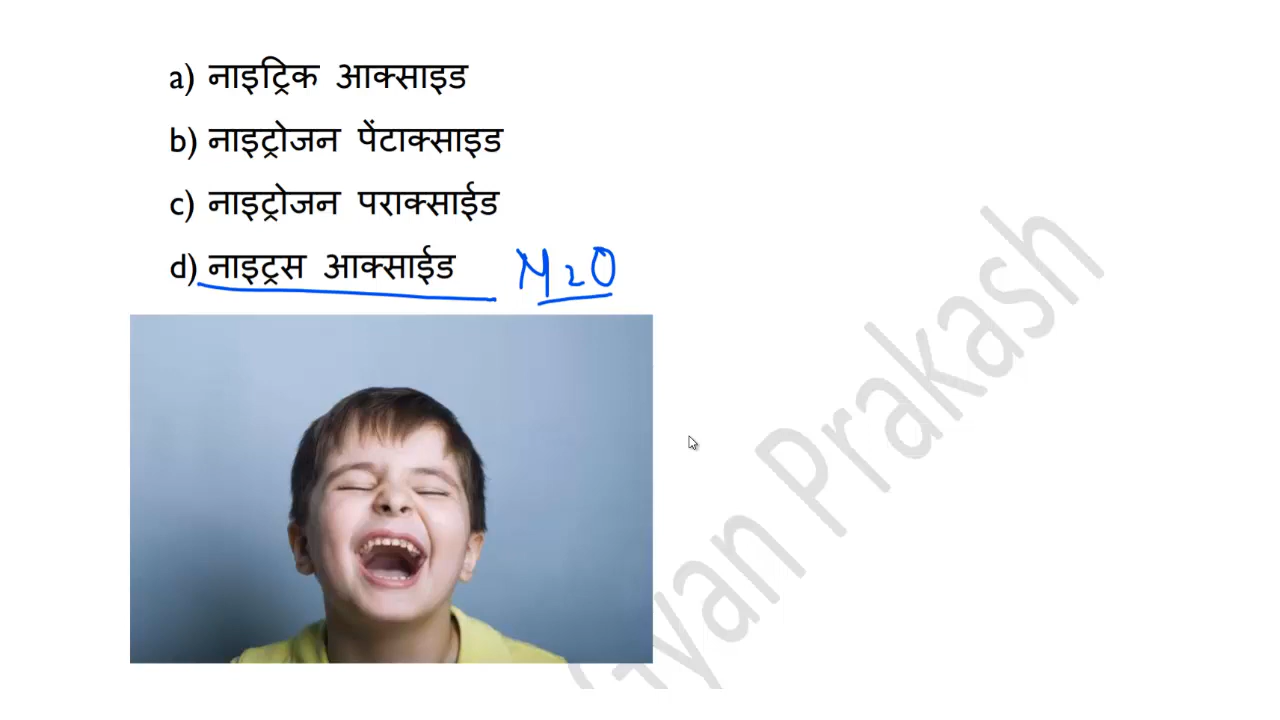 a) नाइट्रिक आक्साइड
b) नाइट्रोजन पेंटाक्साइड
c) नाइट्रोजन पराक्साईड
d) नाइट्रस आक्साईड N2O
Gyan Prakash